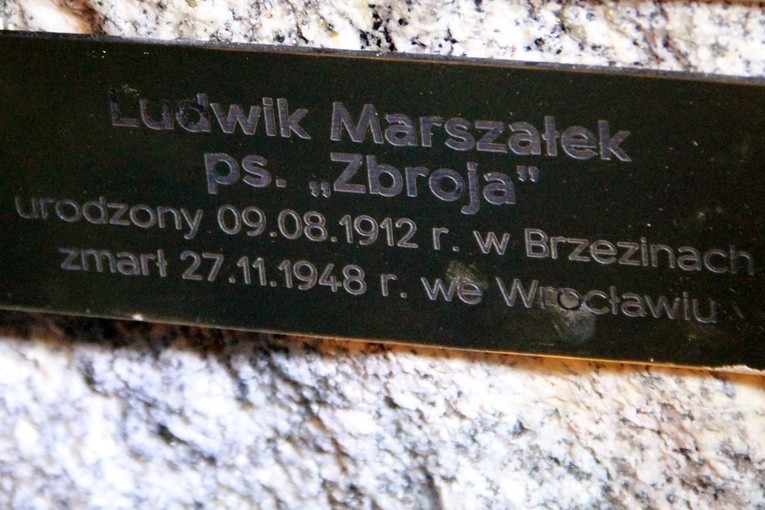 Ludwik Marszałek
ps. „Zbroja”
urodzony 09.08.1912 r. w Brzezinach
zmarł 27.11.1948 r. we Wrocławiu